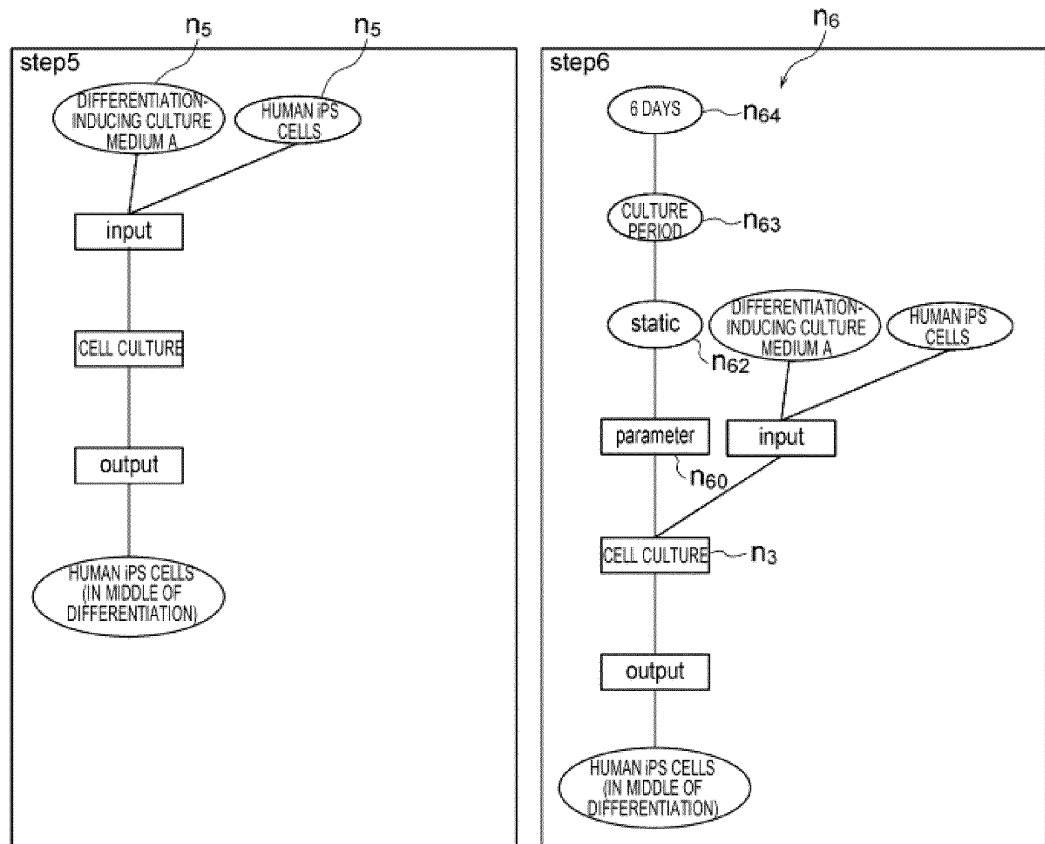 n5
n5
step5
DIFFERENTIATION-
INDUCING CULTURE
MEDIUM A
HUMAN iPS
CELLS
input
CELL CULTURE
output
HUMAN iPS CELLS
(IN MIDDLE OF
DIFFERENTIATION)
n6
step6
6 DAYS
n64
CULTURE
PERIOD
n63
static
n62
DIFFERENTIATION-
INDUCING CULTURE
MEDIUM A
HUMAN iPS
CELLS
parameter
n60
input
CELL CULTURE
n3
output
HUMAN iPS CELLS
(IN MIDDLE OF
DIFFERENTIATION)